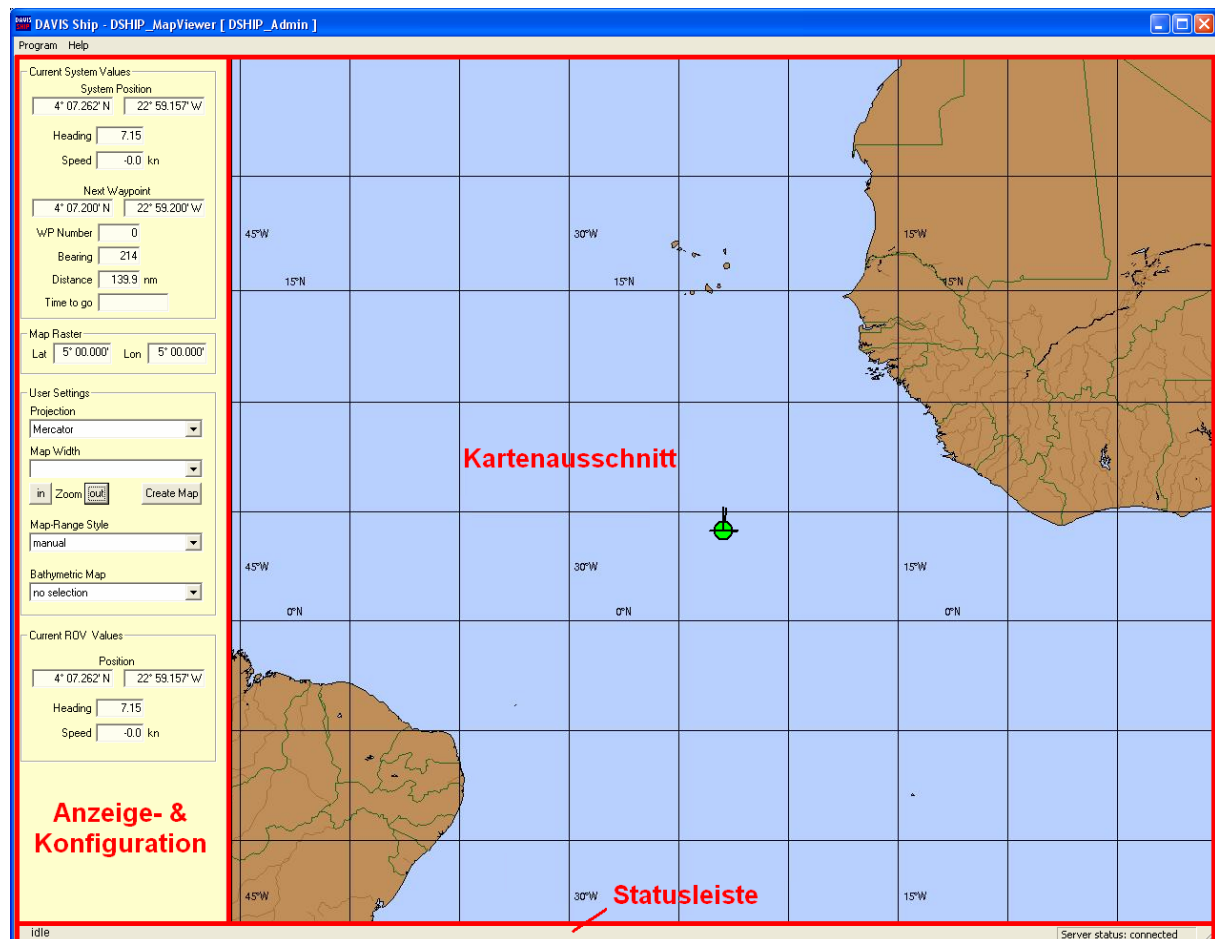 DAVIS Ship - DSHIP_MapViewer [ DSHIP_Admin ]
Program Help
Current System Values
System Position
4° 07.262' N 22° 59.157' W
Heading 7.15
Speed -0.0 kn
Next Waypoint
4° 07.200' N 22° 59.200' W
WP Number 0
Bearing 214
Distance 139.9 nm
Time to go
Map Raster
Lat 5° 00.000' Lon 5° 00.000'
User Settings
Projection
Mercator
Map Width
in Zoom out Create Map
Map-Range Style
manual
Bathymetric Map
no selection
Current ROV Values
Position
4° 07.262' N 22° 59.157' W
Heading 7.15
Speed -0.0 kn
Anzeige- &
Konfiguration
45°W 30°W 15°W
15°N 15°N 15°N
Kartenausschnitt
45°W 30°W 15°W
0°N 0°N 0°N
45°W 30°W 15°W
Statusleiste
idle
Server status: connected